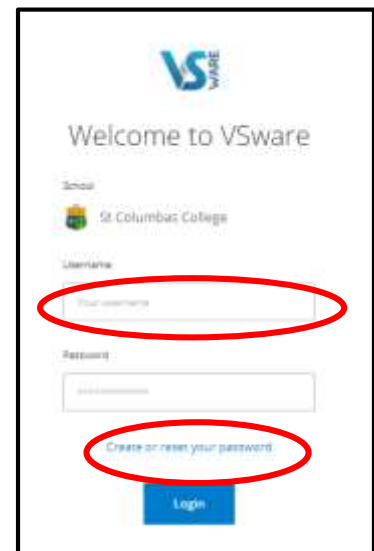 VS
WARE
Welcome to VSware
School
St Columbas College
Username
Your username
Password
Create or reset your password
Login